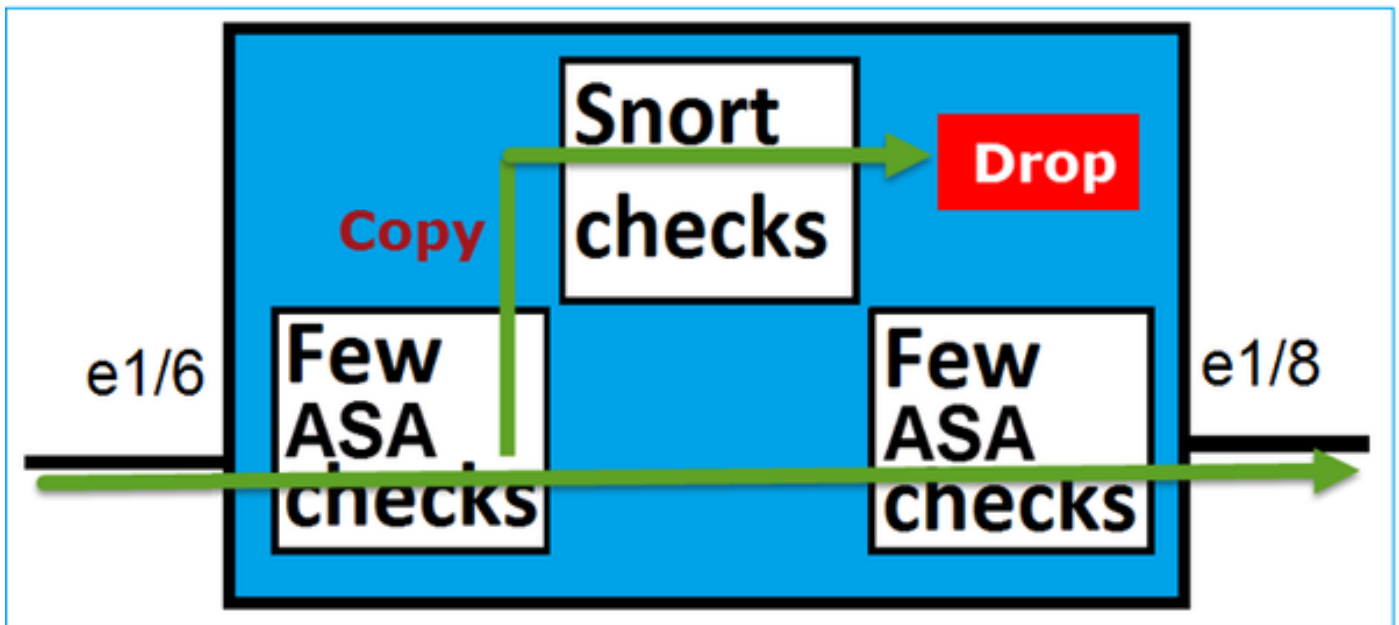 Snort
checks
Drop
Copy
e1/6
Few
ASA
checks
Few
ASA
checks
e1/8